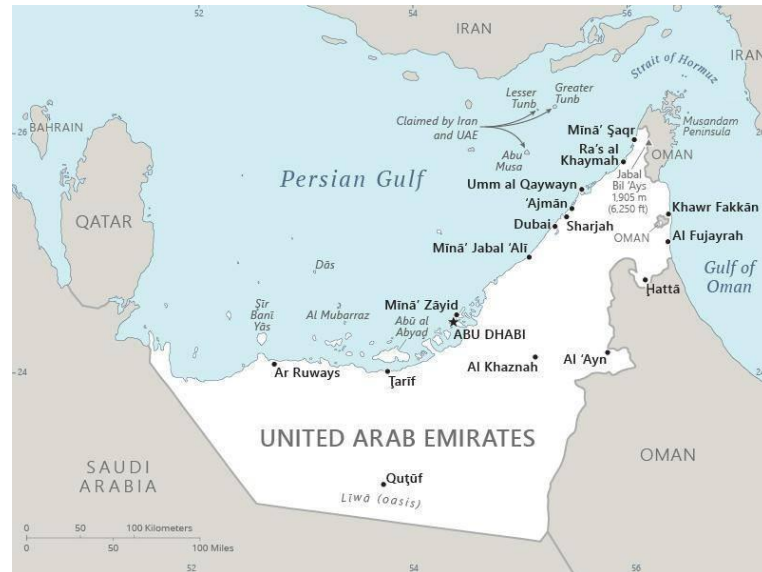 52
54
56
IRAN
IRAN
Strait of Hormuz
Lesser
Tunb
Greater
Tunb
Claimed by Iran
and UAE
Abu
Musa
26
BAHRAIN
Mīnā’ Şaqr
Musandam
Peninsula
Ra’s al
Khaymah
OMAN
Jabal
Bil ‘Ays
1,905 m
(6,250 ft)
Persian Gulf
Umm al Qaywayn
‘Ajmān
QATAR
Dubai
Sharjah
Khawr Fakkān
OMAN
Al Fujayrah
Mīnā’ Jabal ‘Alī
Gulf of
Oman
Dās
Ḩattā
Şīr
Banī
Yās
Al Mubarraz
Mīnā’ Zāyid
Abū al
Abyaḑ
ABU DHABI
Al Khaznah
Al ‘Ayn
24
Ar Ruways
Ţarīf
24
UNITED ARAB EMIRATES
OMAN
SAUDI
ARABIA
Quţūf
Līwā (oasis)
0 50 100 Kilometers
0 50 100 Miles
52
54
56